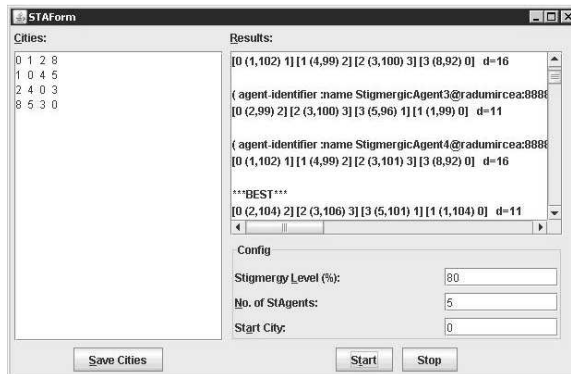 STAForm
Cities:
0 1 2 8
1 0 4 5
2 4 0 3
8 5 3 0
Save Cities
Results:
[0 (1,102) 1] [1 (4,99) 2] [2 (3,100) 3] [3 (8,92) 0] d=16
( agent-identifier :name StigmergicAgent3@radumircea:8888
[0 (2,99) 2] [2 (3,100) 3] [3 (5,96) 1] [1 (1,99) 0] d=11
( agent-identifier :name StigmergicAgent4@radumircea:8888
[0 (1,102) 1] [1 (4,99) 2] [2 (3,101) 3] [3 (8,92) 0] d=16
***BEST***
[0 (2,104) 2] [2 (3,106) 3] [3 (5,101) 1] [1 (1,104) 0] d=11
Config
Stigmergy Level (%): 80
No. of StAgents: 5
Start City: 0
Start Stop